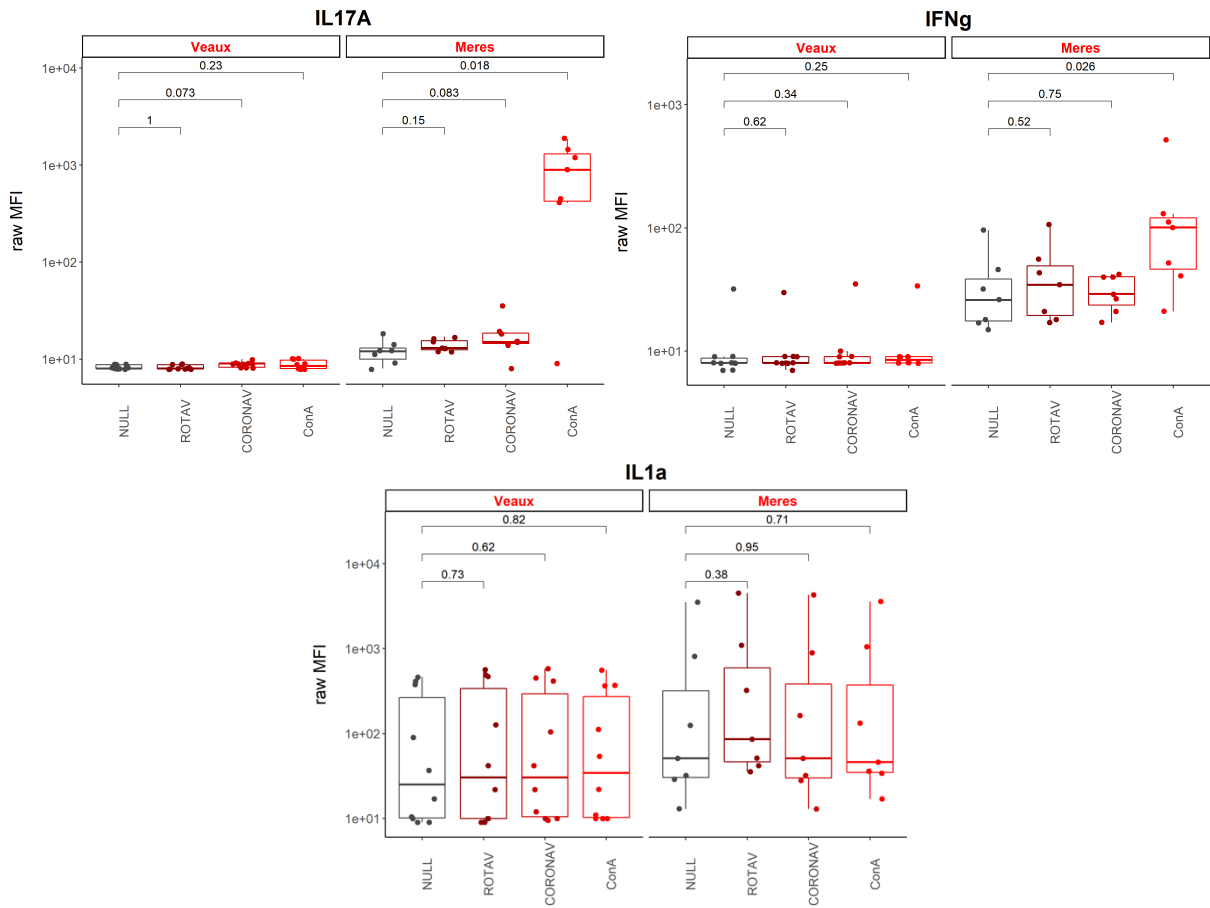 IL17A
Veaux
Meres
raw MFI
1e+04
1e+03
1e+02
1e+01
0.23
0.073
1
0.018
0.083
0.15
NULL
ROTAV
CORONAV
ConA
NULL
ROTAV
CORONAV
ConA
IFNg
Veaux
Meres
raw MFI
1e+03
1e+02
1e+01
0.25
0.34
0.62
0.026
0.75
0.52
NULL
ROTAV
CORONAV
ConA
NULL
ROTAV
CORONAV
ConA
IL1a
Veaux
Meres
raw MFI
1e+04
1e+03
1e+02
1e+01
0.82
0.62
0.73
0.71
0.95
0.38
NULL
ROTAV
CORONAV
ConA
NULL
ROTAV
CORONAV
ConA